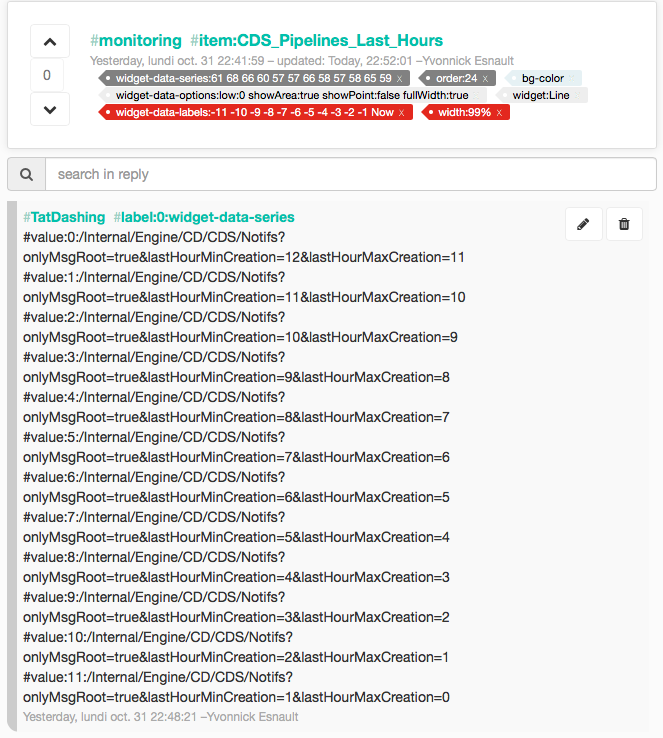 #monitoring #item:CDS_Pipelines_Last_Hours
0
Yesterday, lundi oct. 31 22:41:59 – updated: Today, 22:52:01 –Yvonnick Esnault
widget-data-series:61 68 66 60 57 57 66 58 57 58 65 59 x order:24 x bg-color
widget-data-options:low:0 showArea:true showPoint:false fullWidth:true widget:Line
widget-data-labels:-11 -10 -9 -8 -7 -6 -5 -4 -3 -2 -1 Now x width:99% x
search in reply
#TatDashing #label:0:widget-data-series
#value:0:/Internal/Engine/CD/CDS/Notifs?
onlyMsgRoot=true&lastHourMinCreation=12&lastHourMaxCreation=11
#value:1:/Internal/Engine/CD/CDS/Notifs?
onlyMsgRoot=true&lastHourMinCreation=11&lastHourMaxCreation=10
#value:2:/Internal/Engine/CD/CDS/Notifs?
onlyMsgRoot=true&lastHourMinCreation=10&lastHourMaxCreation=9
#value:3:/Internal/Engine/CD/CDS/Notifs?
onlyMsgRoot=true&lastHourMinCreation=9&lastHourMaxCreation=8
#value:4:/Internal/Engine/CD/CDS/Notifs?
onlyMsgRoot=true&lastHourMinCreation=8&lastHourMaxCreation=7
#value:5:/Internal/Engine/CD/CDS/Notifs?
onlyMsgRoot=true&lastHourMinCreation=7&lastHourMaxCreation=6
#value:6:/Internal/Engine/CD/CDS/Notifs?
onlyMsgRoot=true&lastHourMinCreation=6&lastHourMaxCreation=5
#value:7:/Internal/Engine/CD/CDS/Notifs?
onlyMsgRoot=true&lastHourMinCreation=5&lastHourMaxCreation=4
#value:8:/Internal/Engine/CD/CDS/Notifs?
onlyMsgRoot=true&lastHourMinCreation=4&lastHourMaxCreation=3
#value:9:/Internal/Engine/CD/CDS/Notifs?
onlyMsgRoot=true&lastHourMinCreation=3&lastHourMaxCreation=2
#value:10:/Internal/Engine/CD/CDS/Notifs?
onlyMsgRoot=true&lastHourMinCreation=2&lastHourMaxCreation=1
#value:11:/Internal/Engine/CD/CDS/Notifs?
onlyMsgRoot=true&lastHourMinCreation=1&lastHourMaxCreation=0
Yesterday, lundi oct. 31 22:48:21 –Yvonnick Esnault